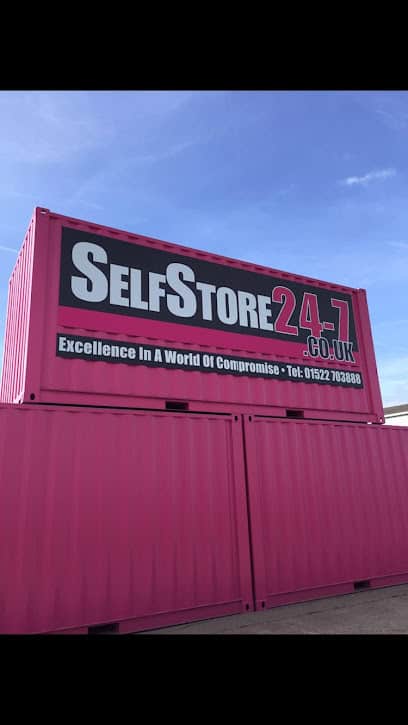 SELFSTORE24-7
.CO.UK
Excellence In A World Of Compromise • Tel: 01522 703888